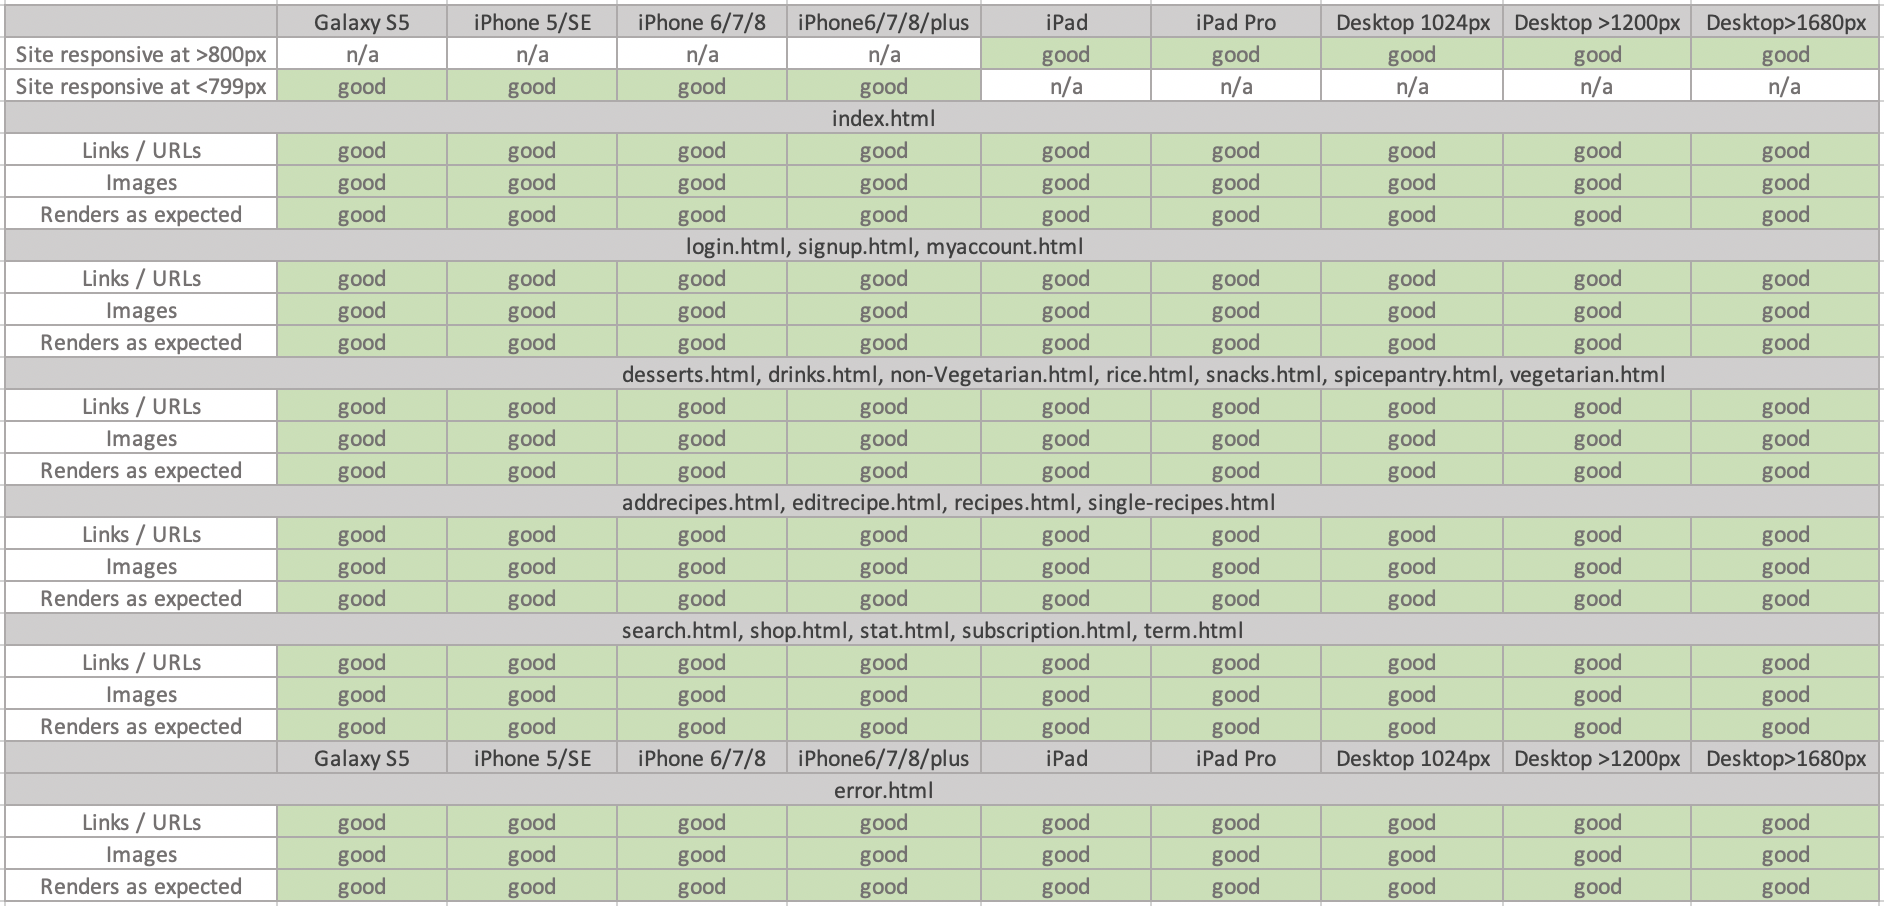 Galaxy S5 iPhone 5/SE iPhone 6/7/8 iPhone6/7/8/plus iPad iPad Pro Desktop 1024px Desktop >1200px Desktop>1680px
Site responsive at >800px n/a n/a n/a n/a good good good good good
Site responsive at <799px good good good good n/a n/a n/a n/a n/a
index.html
Links / URLs good good good good good good good good good
Images good good good good good good good good good
Renders as expected good good good good good good good good good
login.html, signup.html, myaccount.html
Links / URLs good good good good good good good good good
Images good good good good good good good good good
Renders as expected good good good good good good good good good
desserts.html, drinks.html, non-Vegetarian.html, rice.html, snacks.html, spicepantry.html, vegetarian.html
Links / URLs good good good good good good good good good
Images good good good good good good good good good
Renders as expected good good good good good good good good good
addrecipes.html, editrecipe.html, recipes.html, single-recipes.html
Links / URLs good good good good good good good good good
Images good good good good good good good good good
Renders as expected good good good good good good good good good
search.html, shop.html, stat.html, subscription.html, term.html
Links / URLs good good good good good good good good good
Images good good good good good good good good good
Renders as expected good good good good good good good good good
Galaxy S5 iPhone 5/SE iPhone 6/7/8 iPhone6/7/8/plus iPad iPad Pro Desktop 1024px Desktop >1200px Desktop>1680px
error.html
Links / URLs good good good good good good good good good
Images good good good good good good good good good
Renders as expected good good good good good good good good good